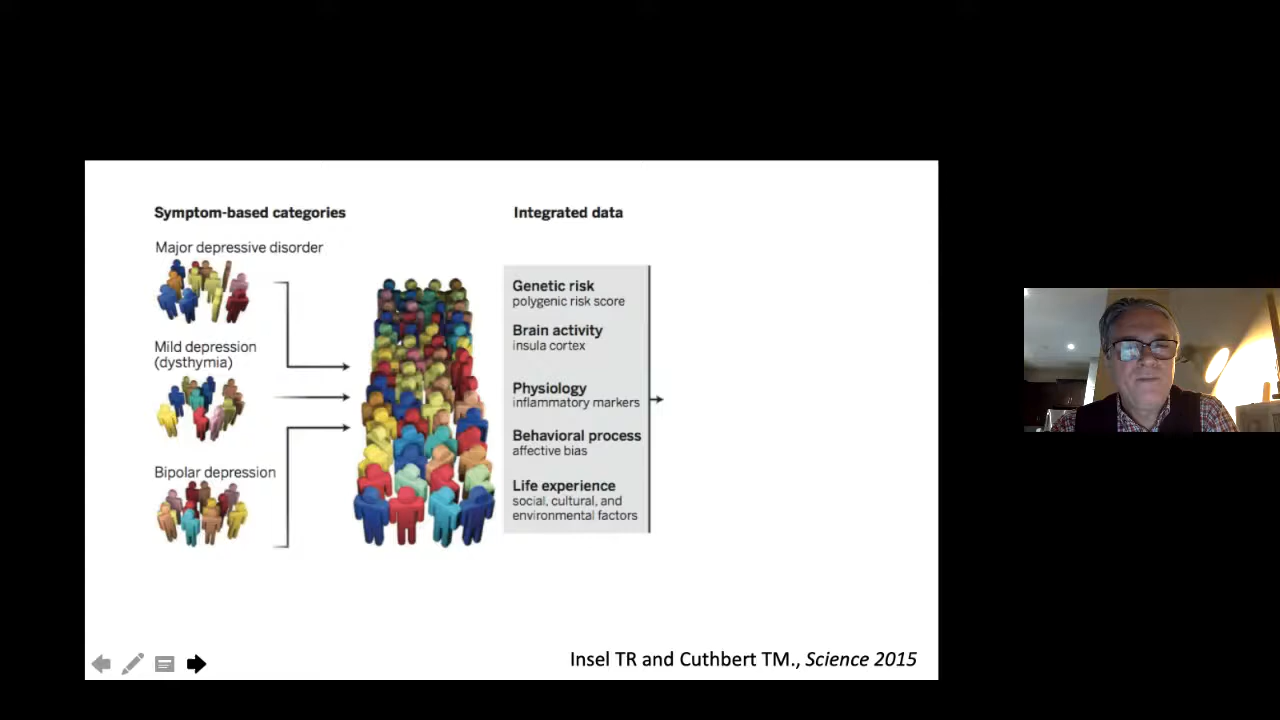 Symptom-based categories
Major depressive disorder
Mild depression
(dysthymia)
Bipolar depression
Integrated data
Genetic risk
polygenic risk score
Brain activity
insula cortex
Physiology
inflammatory markers
Behavioral process
affective bias
Life experience
social, cultural, and
environmental factors
Insel TR and Cuthbert TM., Science 2015